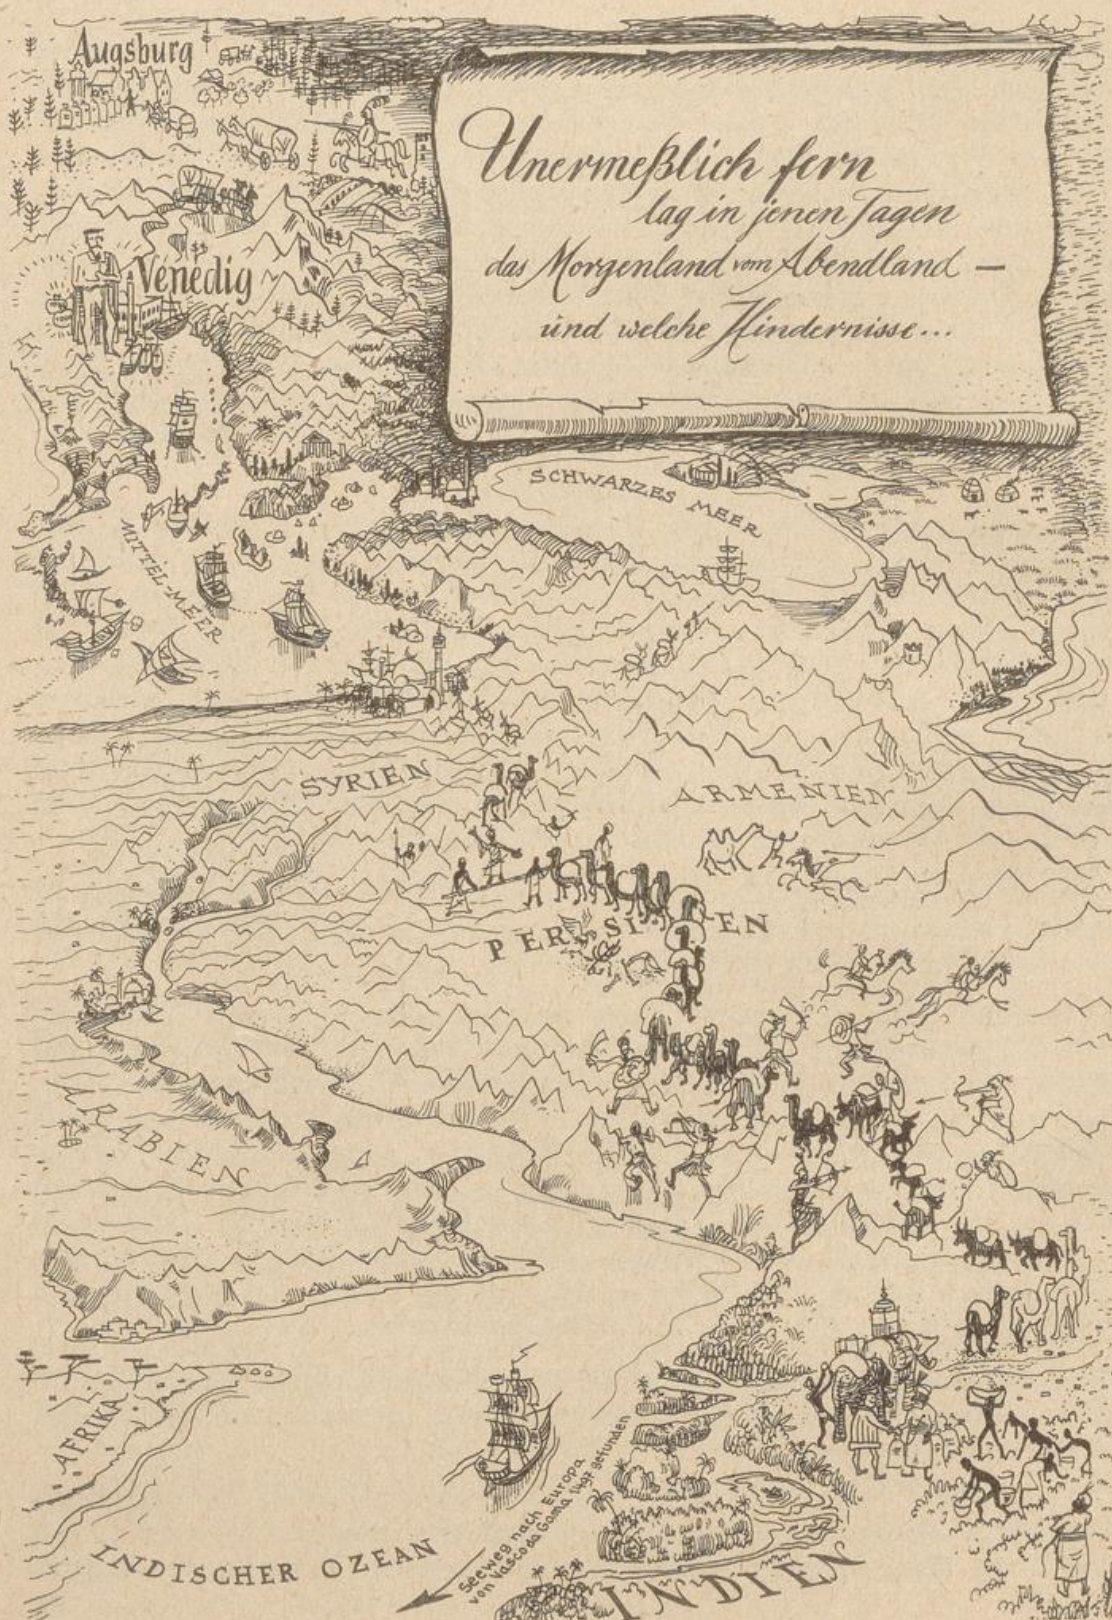 Augsburg
Unermeßlich fern
lag in jenen Tagen
das Morgenland vom Abendland –
und welche Hindernisse...
Venedig
SCHWARZES MEER
MITTEL-MEER
SYRIEN
ARMENIEN
PERSIEN
ARABIEN
AFRIKA
Seeweg nach Europa
von Vasco da Gama 1497 gefunden
INDISCHER OZEAN
INDIEN